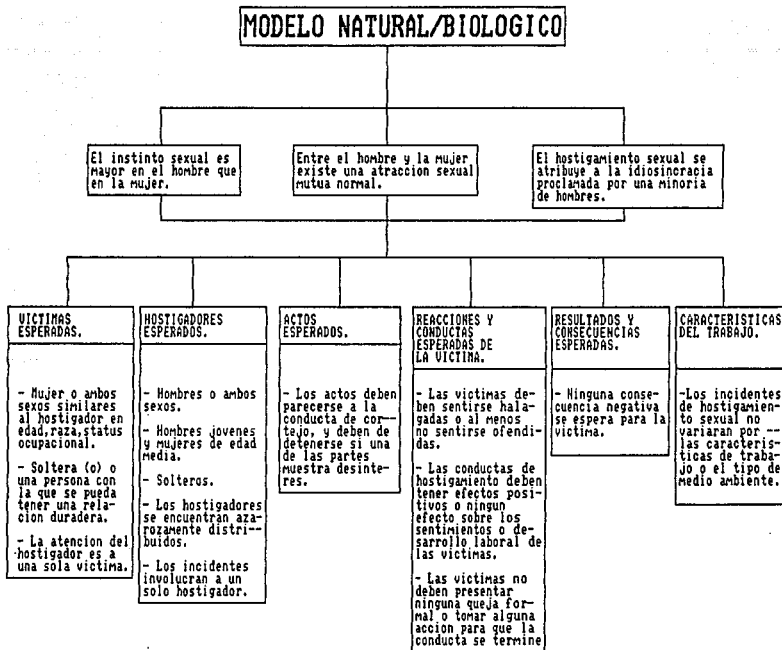 MODELO NATURAL/BIOLOGICO
El instinto sexual es
mayor en el hombre que
en la mujer.
Entre el hombre y la mujer
existe una atraccion sexual
mutua normal.
El hostigamiento sexual se
atribuye a la idiosincracia
proclamada por una minoria
de hombres.
VICTIMAS
ESPERADAS.
- Mujer o ambos
sexos similares
al hostigador en
edad,raza,status
ocupacional.
- Soltera (o) o
una persona con
la que se pueda
tener una rela-
cion duradera.
- La atencion del
hostigador es a
una sola victima.
HOSTIGADORES
ESPERADOS.
- Hombres o ambos
sexos.
- Hombres jovenes
y mujeres de edad
media.
- Solteros.
- Los hostigadores
se encuentran aza-
rozamente distri-
buidos.
- Los incidentes
involucran a un
solo hostigador.
ACTOS
ESPERADOS.
- Los actos deben
parecerse a la
conducta de cor--
tejo, y deben de
detenerse si una
de las partes
muestra desinte-
res.
REACCIONES Y
CONDUCTAS
ESPERADAS DE
LA VICTIMA.
- Las victimas de-
ben sentirse hala-
gadas o al menos
no sentirse ofendi-
das.
- Las conductas de
hostigamiento deben
tener efectos posi-
tivos o ningun
efecto sobre los
sentimientos o de-
sarrollo laboral de
las victimas.
- Las victimas no
deben presentar
ninguna queja for-
mal o tomar alguna
accion para que la
conducta se termine
RESULTADOS Y
CONSECUENCIAS
ESPERADAS.
- Ninguna conse-
cuencia negativa
se espera para la
victima.
CARACTERISTICAS
DEL TRABAJO.
-Los incidentes
de hostigamien-
to sexual no
variaran por --
las caracteris-
ticas de traba-
jo o el tipo de
medio ambiente.